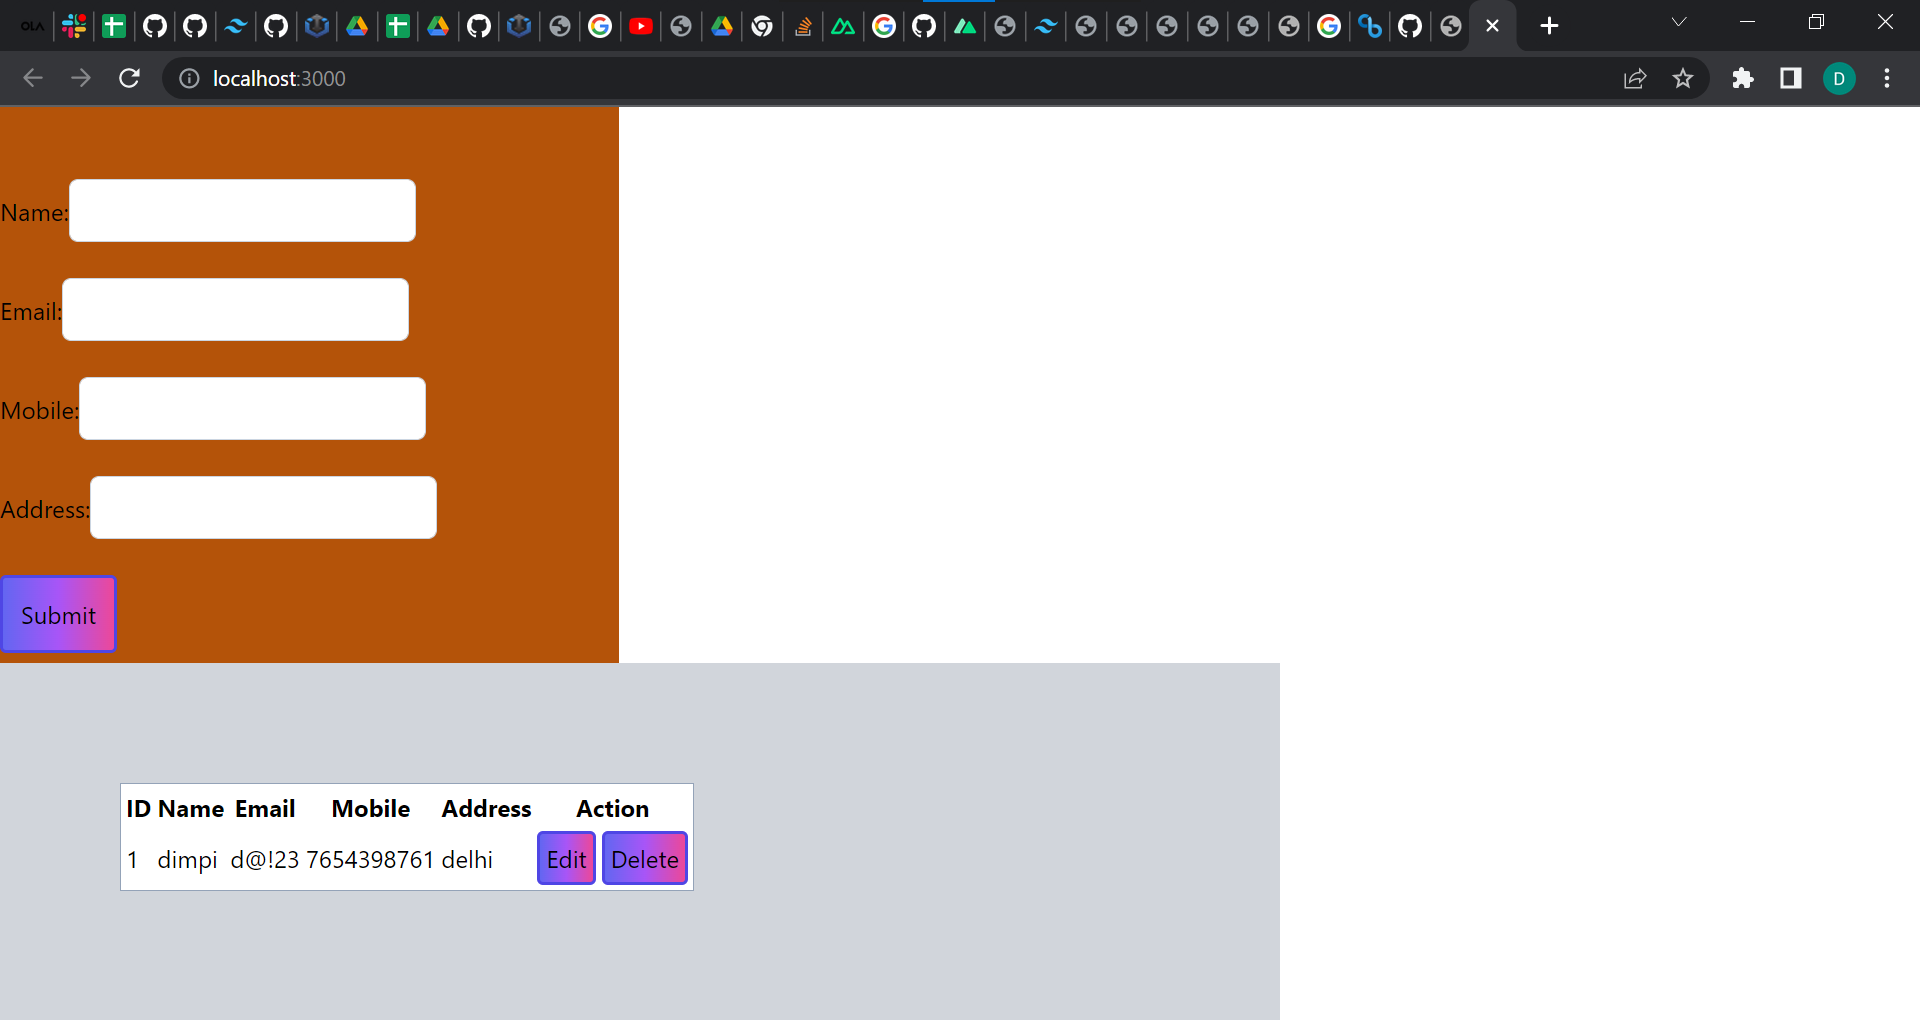 OLA
localhost:3000
D
Name:
Email:
Mobile:
Address:
Submit
ID Name Email Mobile Address Action
1 dimpi d@!23 7654398761 delhi Edit Delete